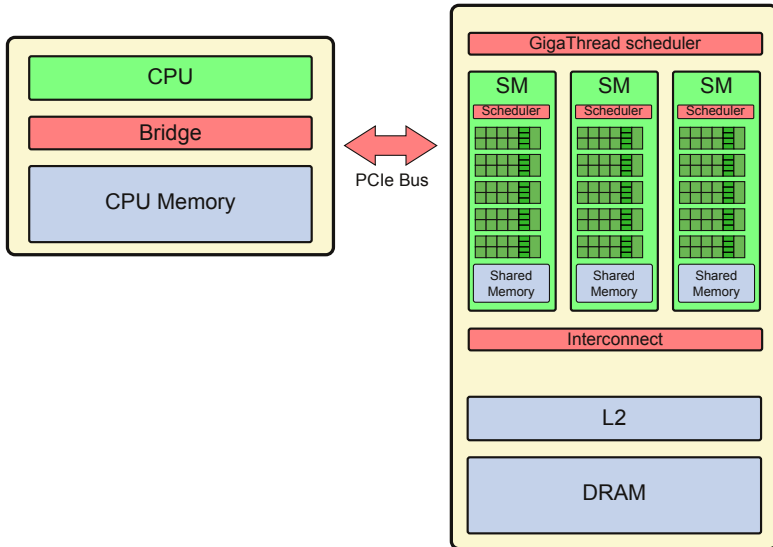 CPU
Bridge
CPU Memory
PCIe Bus
GigaThread scheduler
SM
Scheduler
Shared
Memory
SM
Scheduler
Shared
Memory
SM
Scheduler
Shared
Memory
Interconnect
L2
DRAM